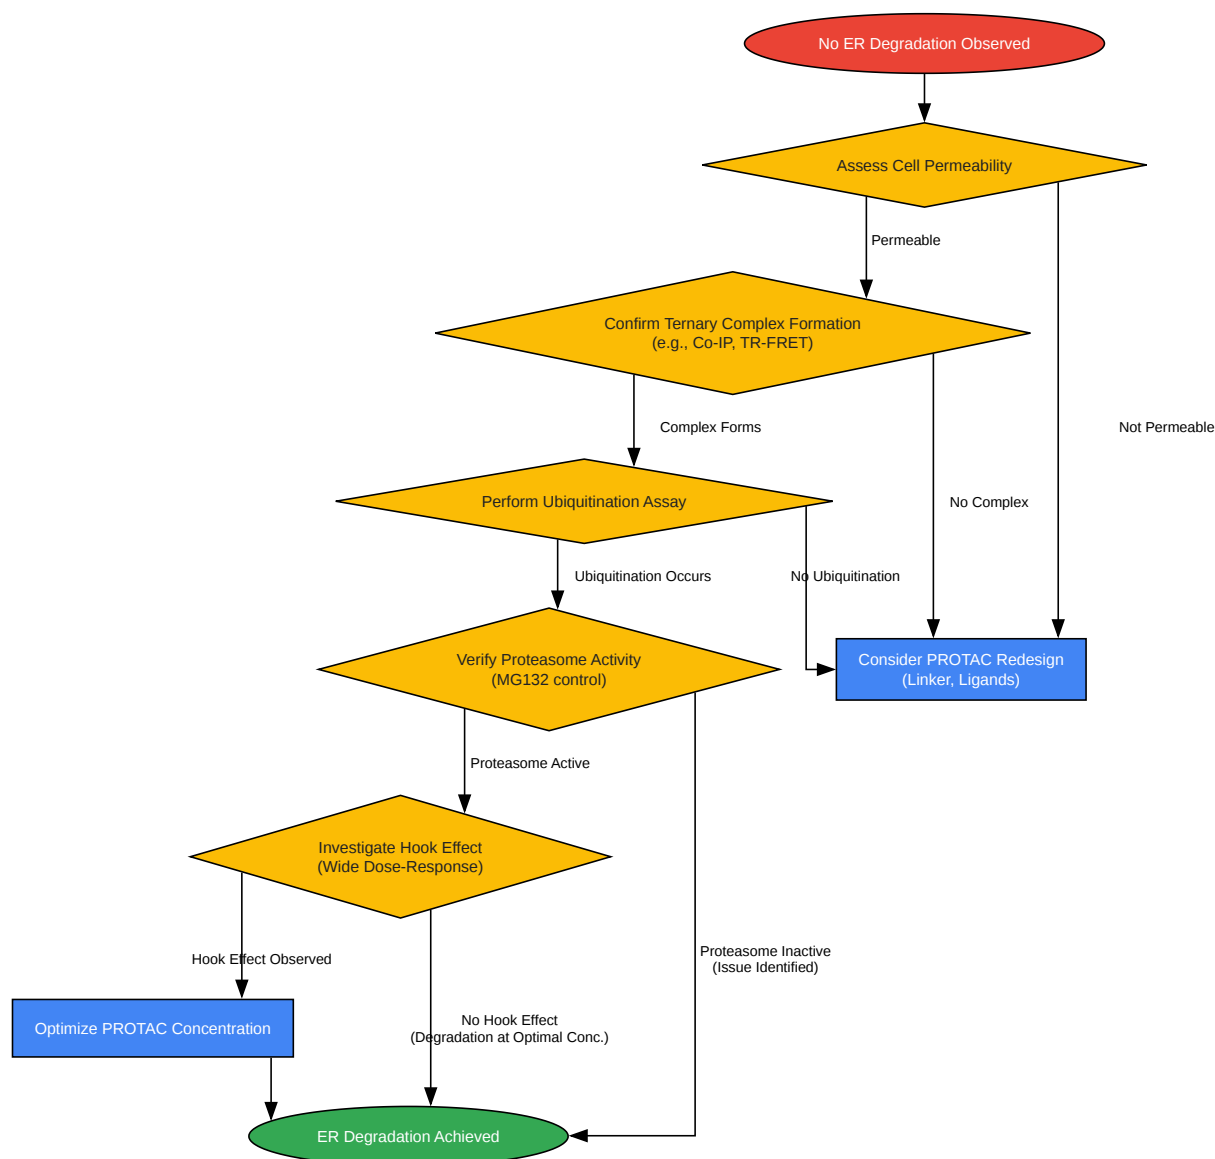 No ER Degradation Observed
Assess Cell Permeability
Permeable
Confirm Ternary Complex Formation
(e.g., Co-IP, TR-FRET)
Complex Forms
Not Permeable
Perform Ubiquitination Assay
No Complex
Ubiquitination Occurs
No Ubiquitination
Verify Proteasome Activity
(MG132 control)
Consider PROTAC Redesign
(Linker, Ligands)
Proteasome Active
Investigate Hook Effect
(Wide Dose-Response)
Hook Effect Observed
Proteasome Inactive
(Issue Identified)
No Hook Effect
(Degradation at Optimal Conc.)
Optimize PROTAC Concentration
ER Degradation Achieved